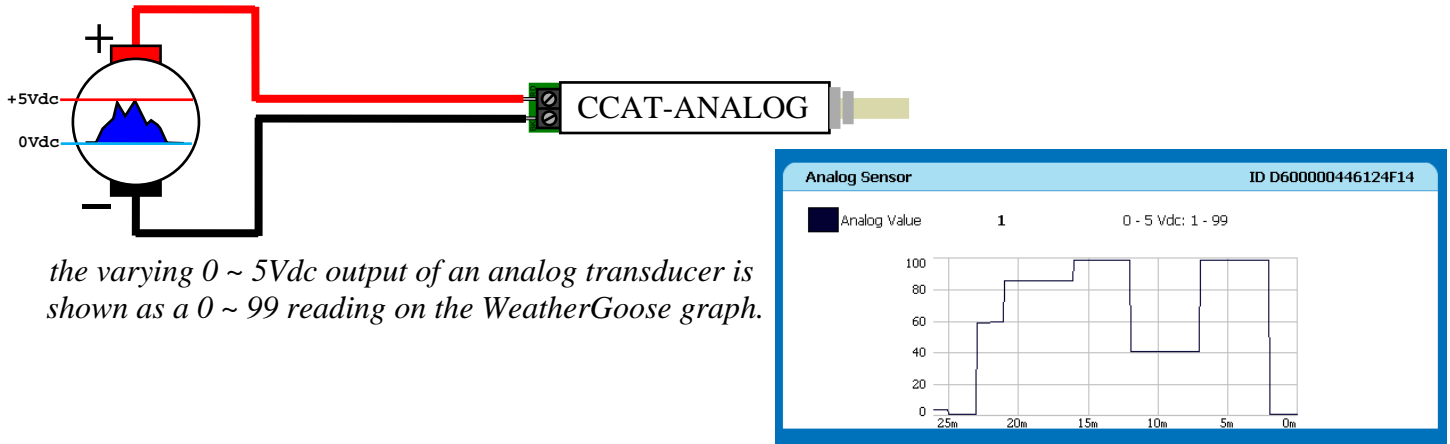 +
+5Vdc
0Vdc
−
CCAT-ANALOG
the varying 0 ~ 5Vdc output of an analog transducer is
shown as a 0 ~ 99 reading on the WeatherGoose graph.
Analog Sensor ID D600000446124F14
Analog Value 1 0 - 5 Vdc: 1 - 99
100
80
60
40
20
0
25m 20m 15m 10m 5m 0m